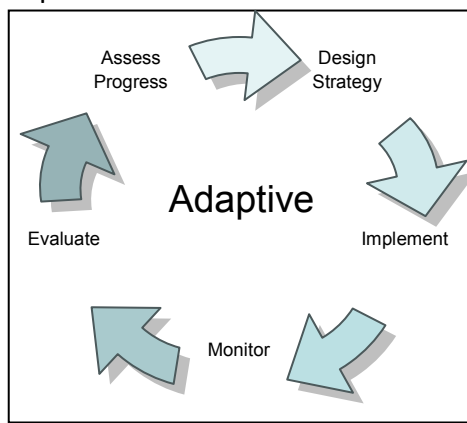 Assess
Progress
Design
Strategy
Adaptive
Evaluate
Implement
Monitor